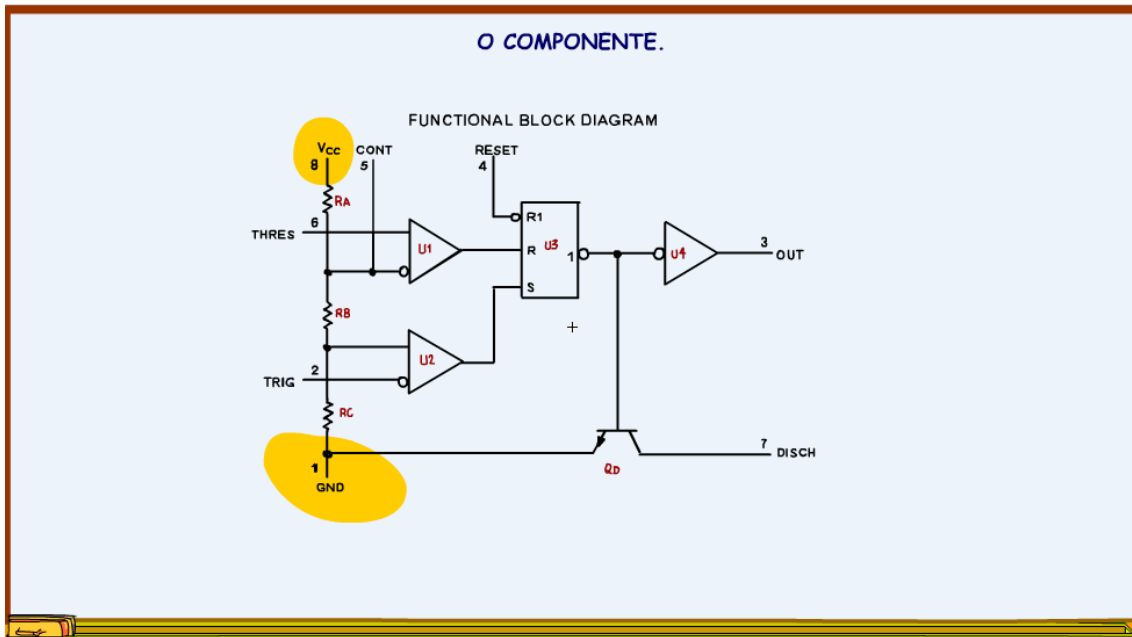 O COMPONENTE.
FUNCTIONAL BLOCK DIAGRAM
VCC
8
CONT
5
RESET
4
RA
6
THRES
U1
R1
R
U3
1
S
U4
3
OUT
RB
U2
2
TRIG
RC
1
GND
QD
7
DISCH